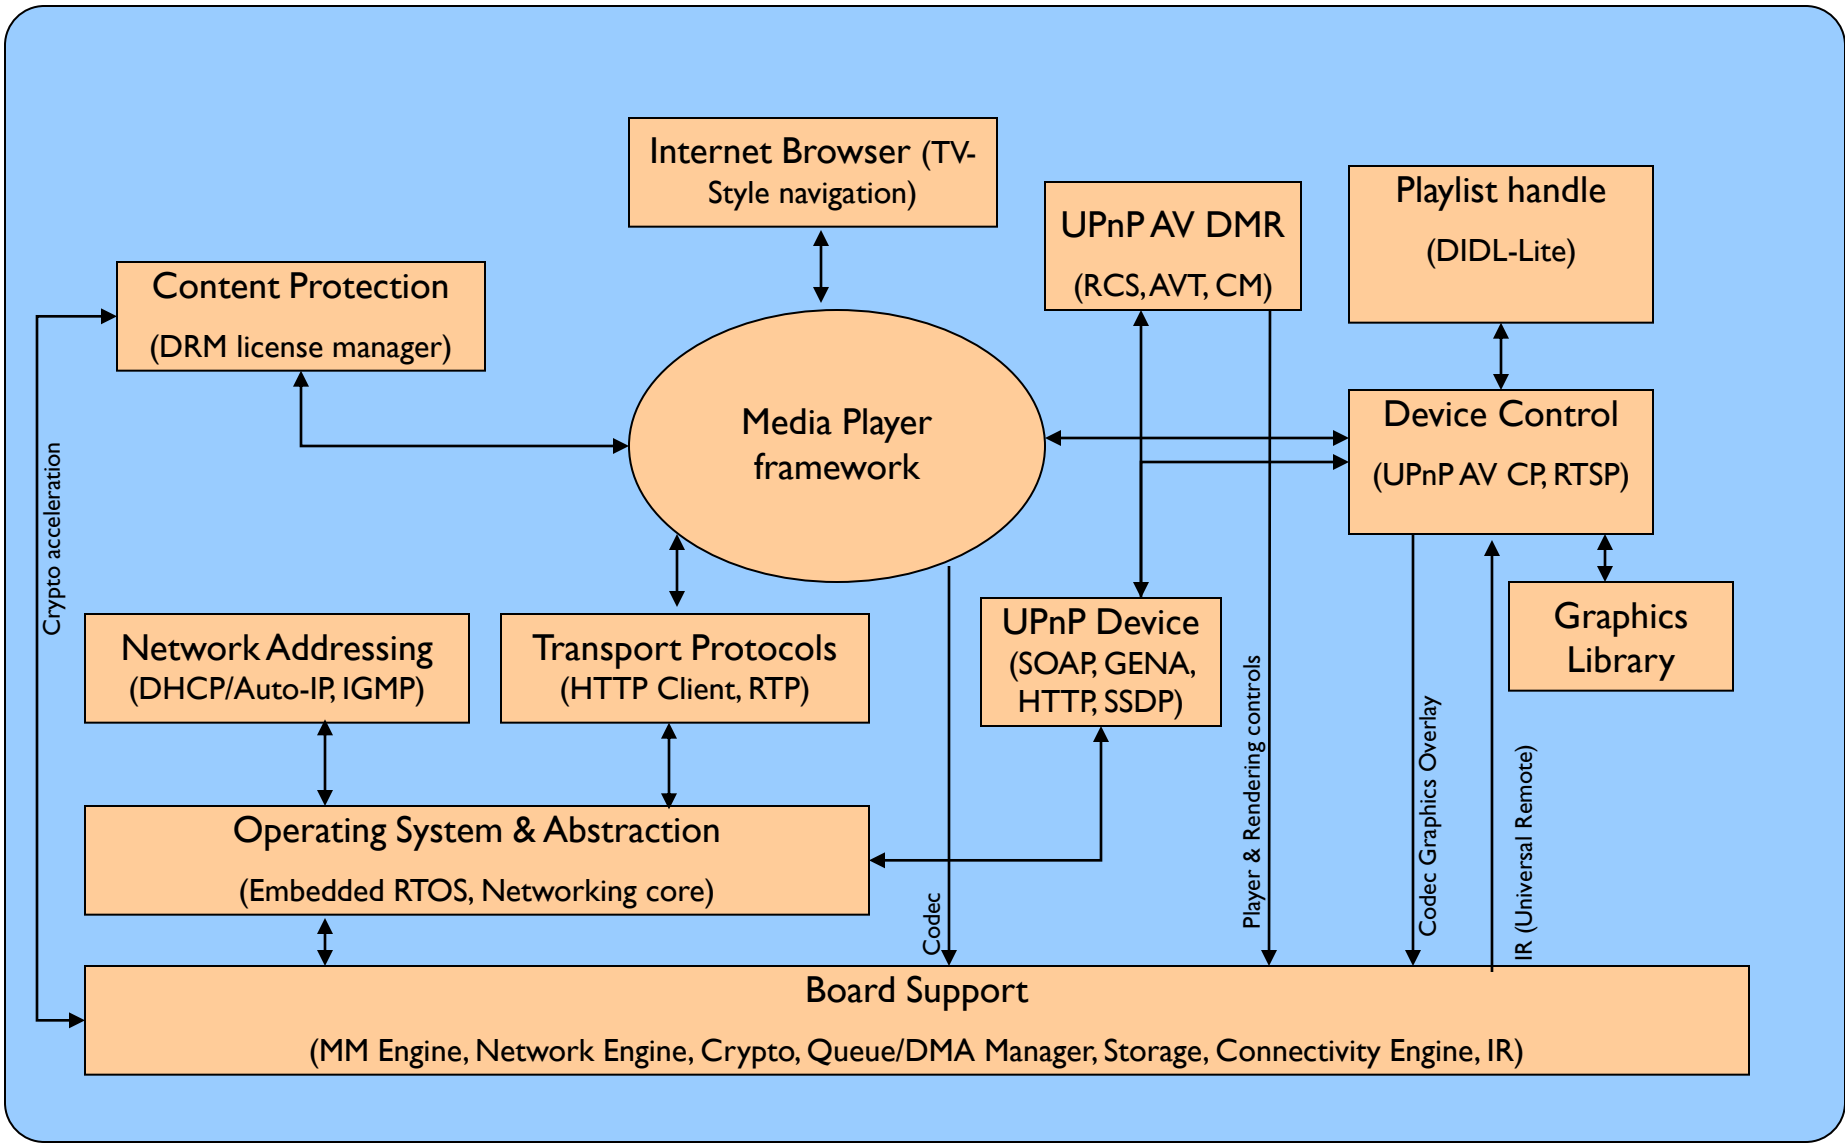 Internet Browser (TV-
Style navigation)
UPnP AV DMR
(RCS, AVT, CM)
Playlist handle
(DIDL-Lite)
Content Protection
(DRM license manager)
Media Player
framework
Device Control
(UPnP AV CP, RTSP)
Crypto acceleration
Network Addressing
(DHCP/Auto-IP, IGMP)
Transport Protocols
(HTTP Client, RTP)
UPnP Device
(SOAP, GENA,
HTTP, SSDP)
Graphics
Library
Operating System & Abstraction
(Embedded RTOS, Networking core)
Codec
Player & Rendering controls
Codec Graphics Overlay
IR (Universal Remote)
Board Support
(MM Engine, Network Engine, Crypto, Queue/DMA Manager, Storage, Connectivity Engine, IR)